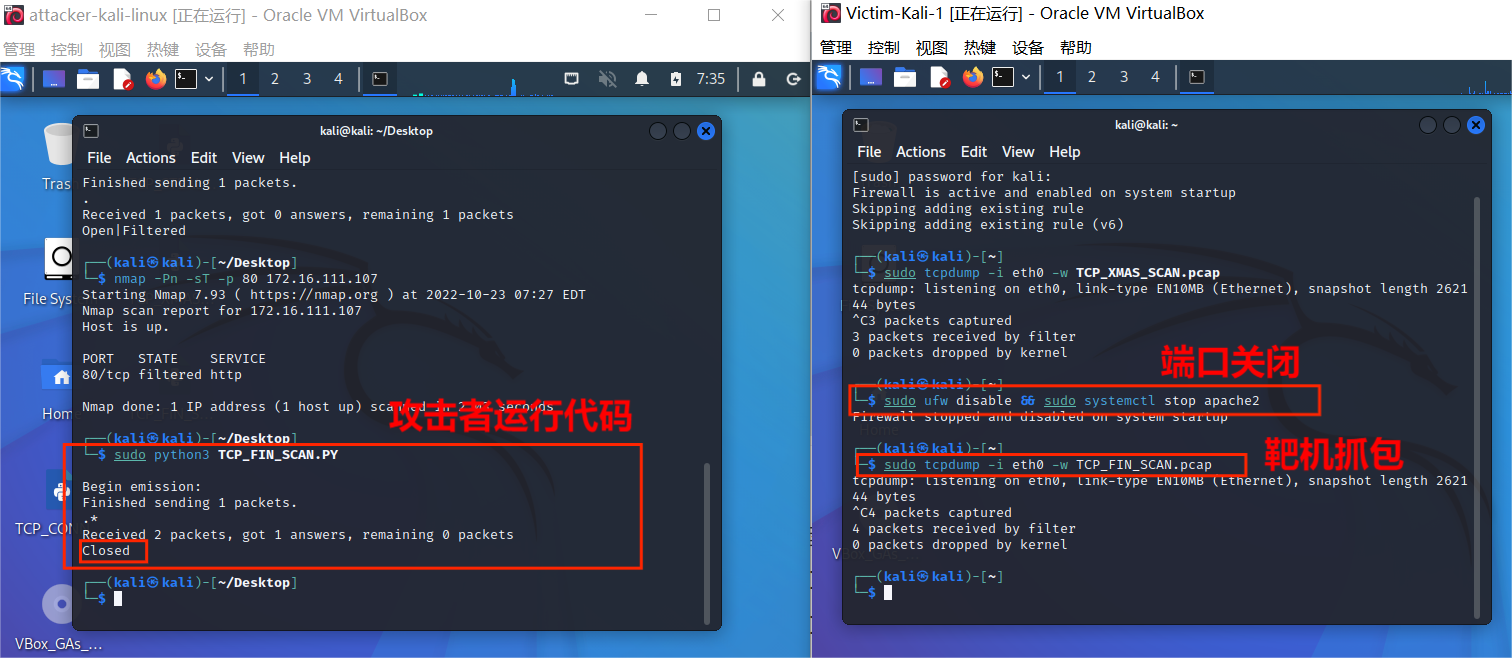 attacker-kali-linux [正在运行] - Oracle VM VirtualBox
管理 控制 视图 热键 设备 帮助
1 2 3 4 7:35
kali@kali: ~/Desktop
File Actions Edit View Help
Finished sending 1 packets.
.
Received 1 packets, got 0 answers, remaining 1 packets
Open|Filtered
┌──(kali㉿kali)-[~/Desktop]
└─$ nmap -Pn -sT -p 80 172.16.111.107
Starting Nmap 7.93 ( https://nmap.org ) at 2022-10-23 07:27 EDT
Nmap scan report for 172.16.111.107
Host is up.
PORT STATE SERVICE
80/tcp filtered http
Nmap done: 1 IP address (1 host up) scanned in 2 seconds
攻击者运行代码
┌──(kali㉿kali)-[~/Desktop]
└─$ sudo python3 TCP_FIN_SCAN.PY
Begin emission:
Finished sending 1 packets.
.*
Received 2 packets, got 1 answers, remaining 0 packets
Closed
┌──(kali㉿kali)-[~/Desktop]
└─$
Tras
File Sys
Hom
TCP_CON
VBox_GAs_...
Victim-Kali-1 [正在运行] - Oracle VM VirtualBox
管理 控制 视图 热键 设备 帮助
1 2 3 4
kali@kali: ~
File Actions Edit View Help
[sudo] password for kali:
Firewall is active and enabled on system startup
Skipping adding existing rule
Skipping adding existing rule (v6)
┌──(kali㉿kali)-[~]
└─$ sudo tcpdump -i eth0 -w TCP_XMAS_SCAN.pcap
tcpdump: listening on eth0, link-type EN10MB (Ethernet), snapshot length 2621
44 bytes
^C3 packets captured
3 packets received by filter
0 packets dropped by kernel
端口关闭
┌──(kali㉿kali)-[~]
└─$ sudo ufw disable && sudo systemctl stop apache2
Firewall stopped and disabled on system startup
┌──(kali㉿kali)-[~]
靶机抓包
└─$ sudo tcpdump -i eth0 -w TCP_FIN_SCAN.pcap
tcpdump: listening on eth0, link-type EN10MB (Ethernet), snapshot length 2621
44 bytes
^C4 packets captured
4 packets received by filter
0 packets dropped by kernel
┌──(kali㉿kali)-[~]
└─$